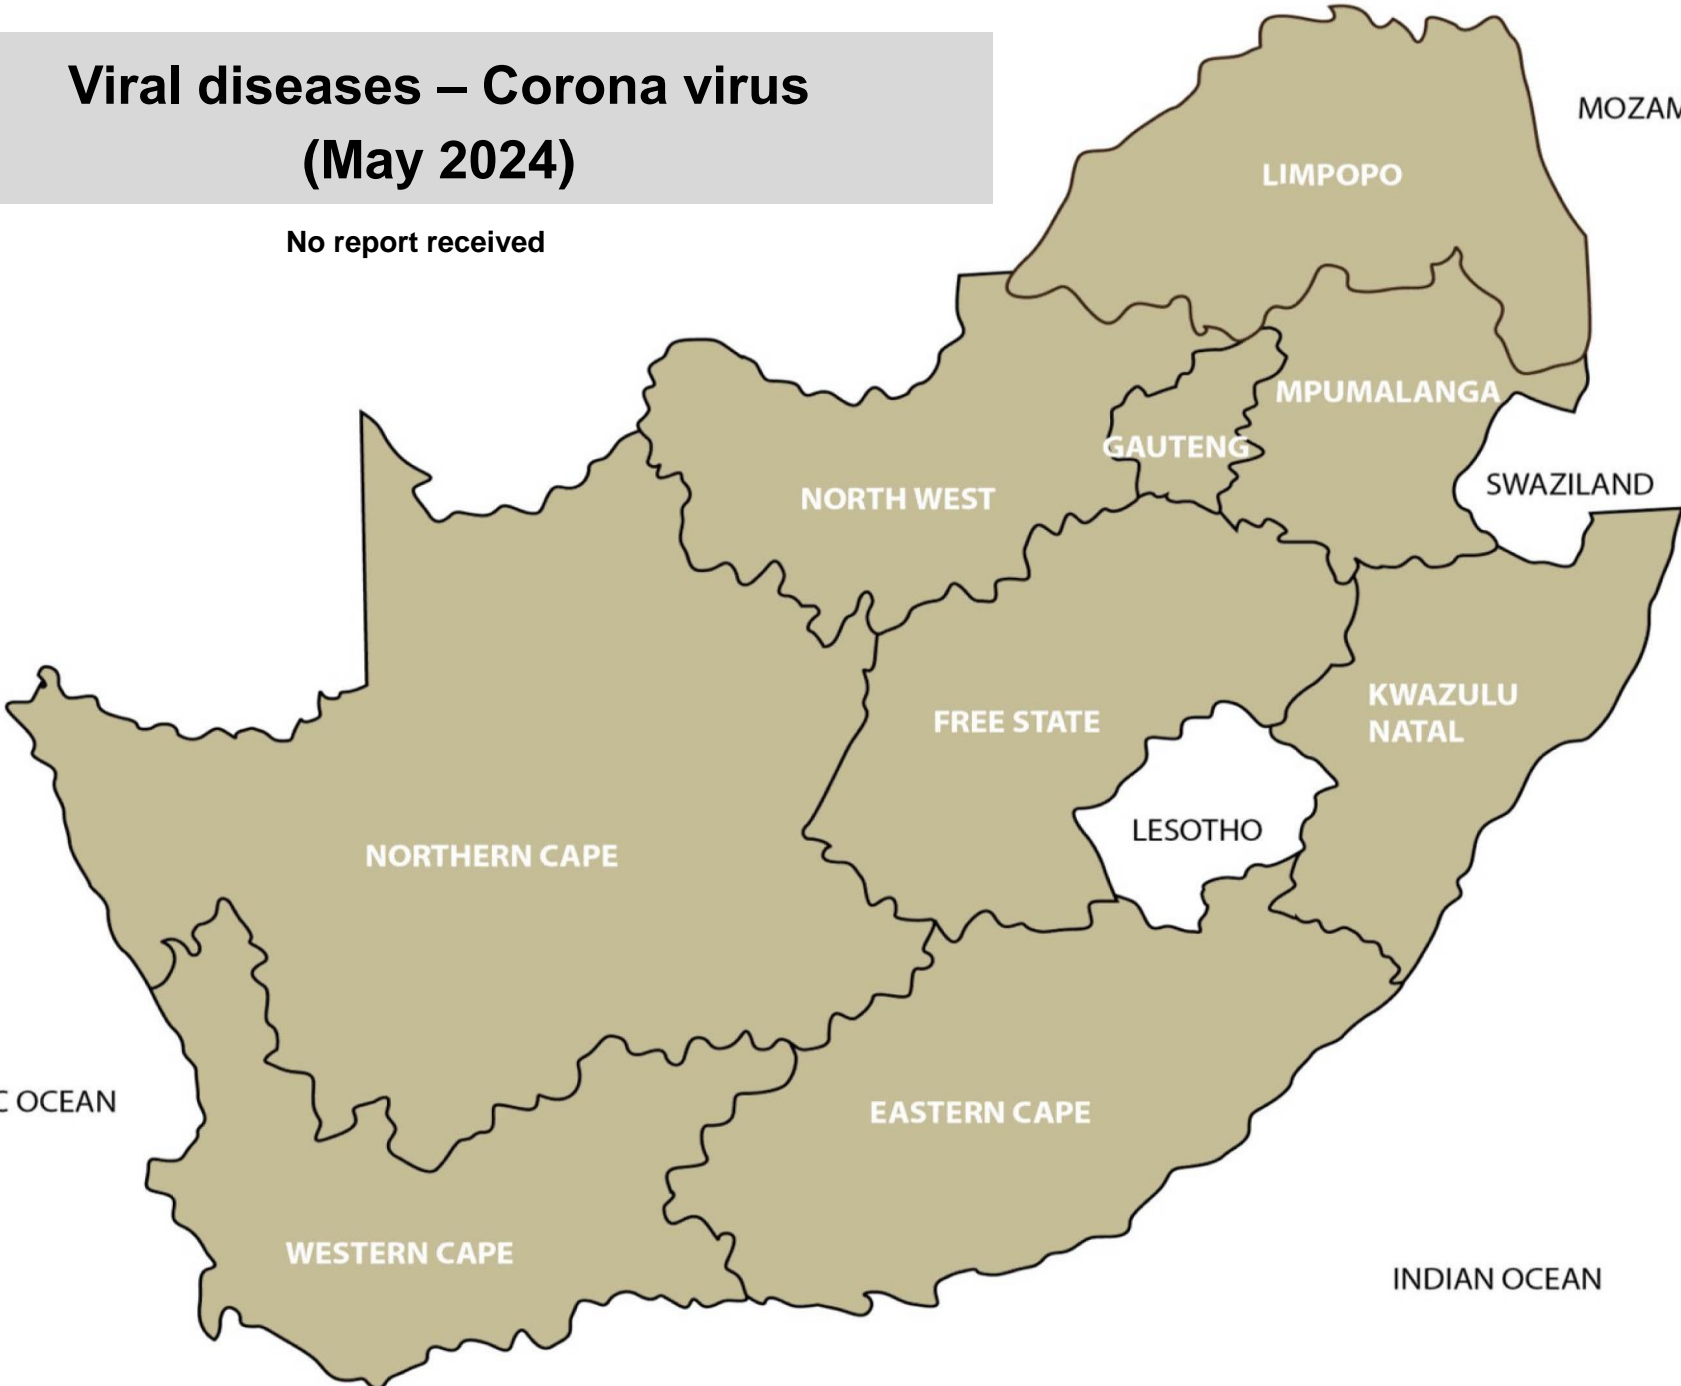 Viral diseases – Corona virus
(May 2024)
No report received
MOZAM
LIMPOPO
MPUMALANGA
GAUTENG
SWAZILAND
NORTH WEST
KWAZULU
NATAL
FREE STATE
LESOTHO
NORTHERN CAPE
C OCEAN
EASTERN CAPE
WESTERN CAPE
INDIAN OCEAN